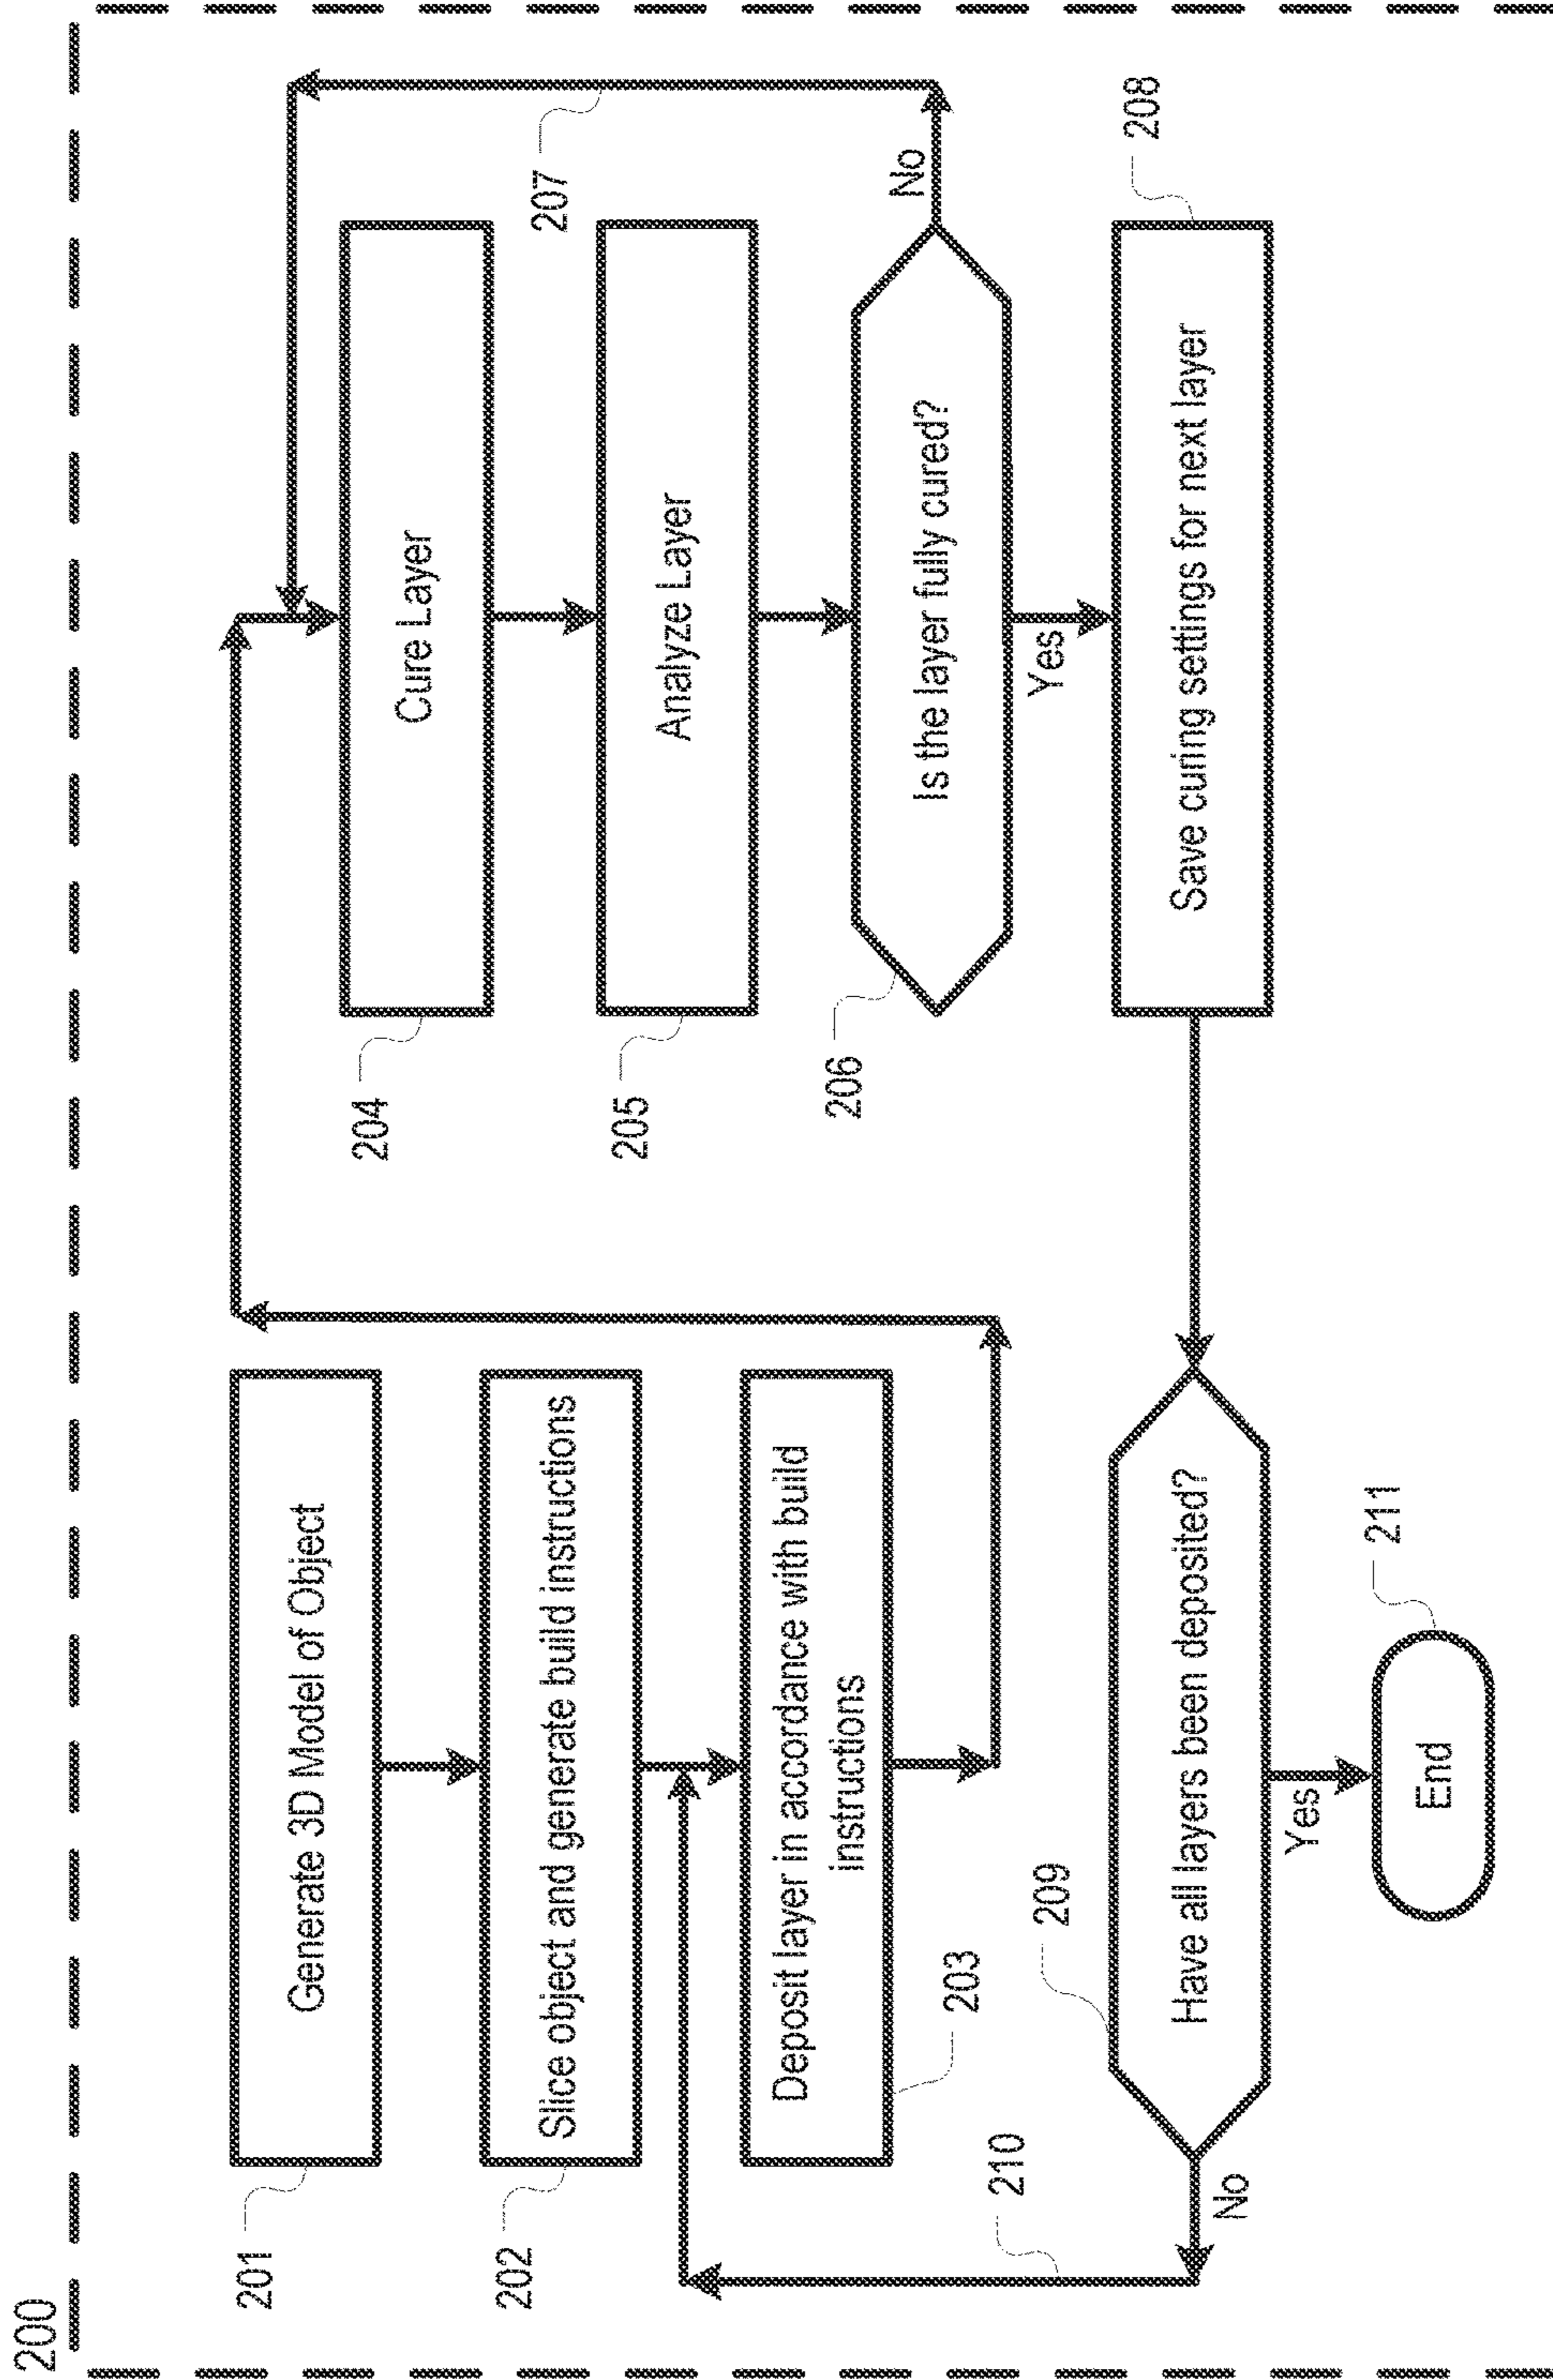 200
201
Generate 3D Model of Object
202
Slice object and generate build instructions
Deposit layer in accordance with build
instructions
203
204
Cure Layer
205
Analyze Layer
206
Is the layer fully cured?
No
207
Yes
208
Save curing settings for next layer
209
Have all layers been deposited?
No
210
Yes
211
End